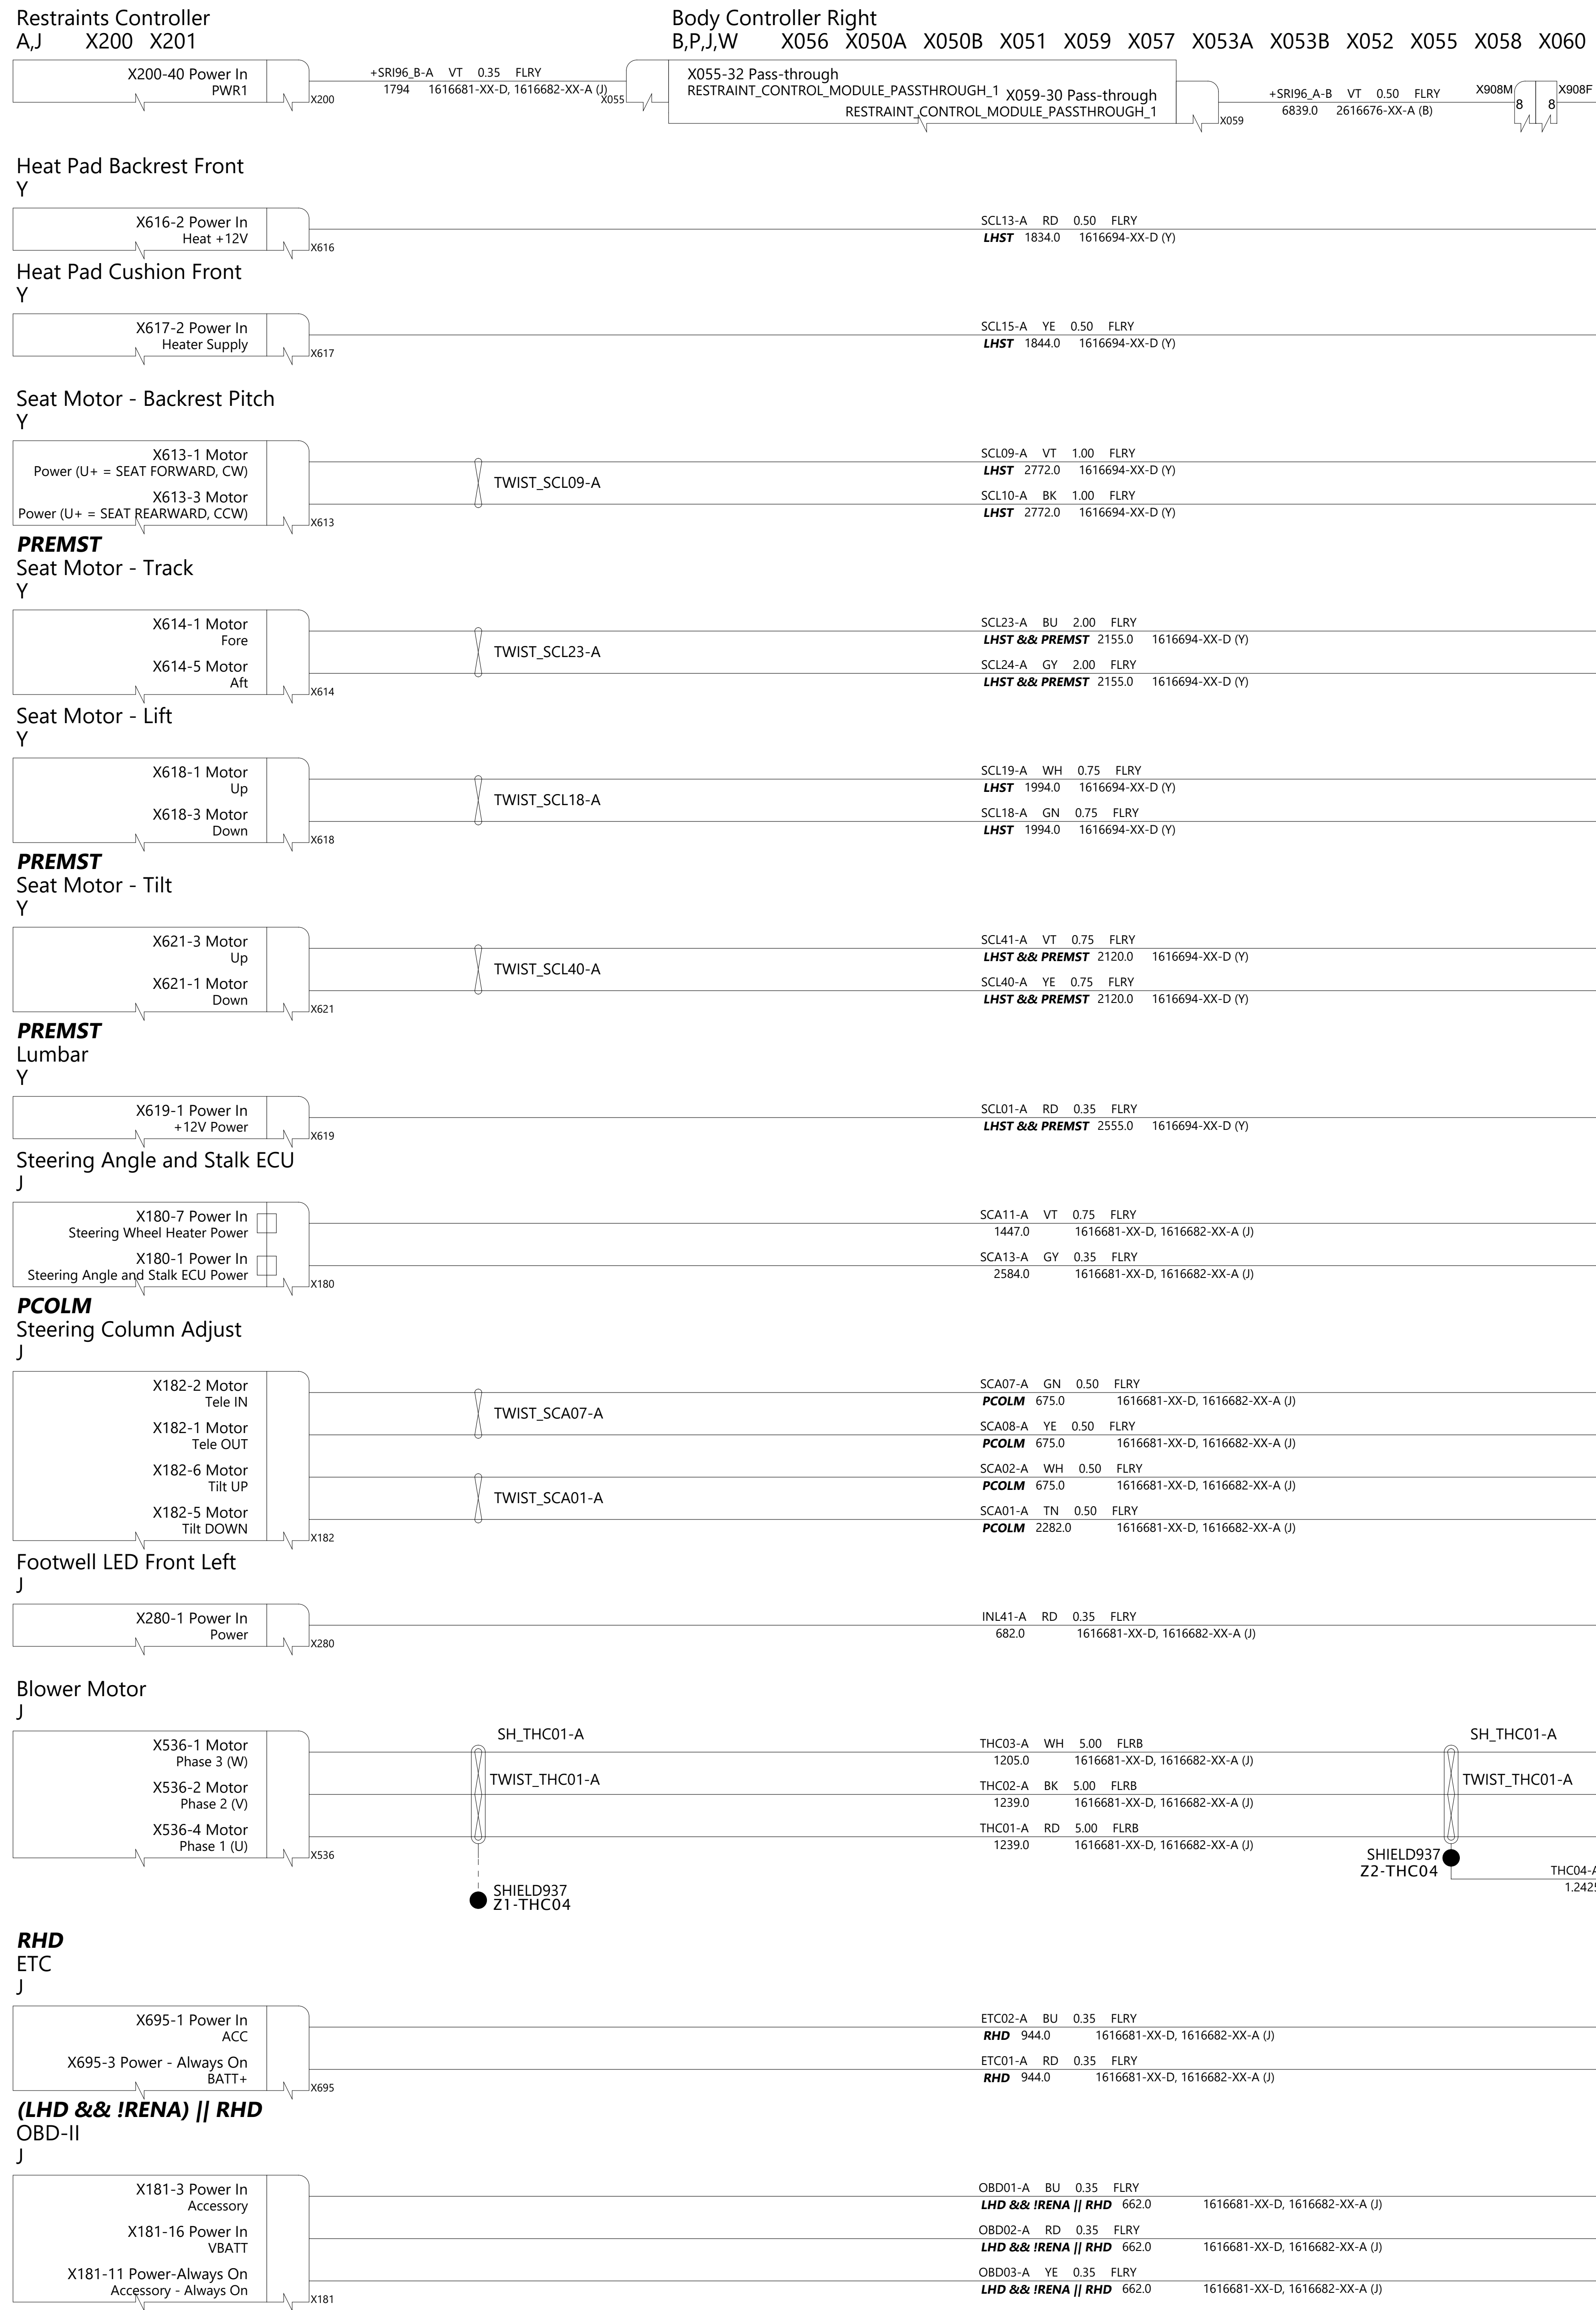 Restraints Controller
A,J X200 X201
Body Controller Right
B,P,J,W X056 X050A X050B X051 X059 X057 X053A X053B X052 X055 X058 X060
X200-40 Power In
PWR1
X200
+SRI96_B-A VT 0.35 FLRY
1794 1616681-XX-D, 1616682-XX-A (J)
X055
X055-32 Pass-through
RESTRAINT_CONTROL_MODULE_PASSTHROUGH_1
X059-30 Pass-through
RESTRAINT_CONTROL_MODULE_PASSTHROUGH_1
X059
+SRI96_A-B VT 0.50 FLRY
6839.0 2616676-XX-A (B)
X908M
8 8
X908F
Heat Pad Backrest Front
Y
X616-2 Power In
Heat +12V
X616
SCL13-A RD 0.50 FLRY
LHST 1834.0 1616694-XX-D (Y)
Heat Pad Cushion Front
Y
X617-2 Power In
Heater Supply
X617
SCL15-A YE 0.50 FLRY
LHST 1844.0 1616694-XX-D (Y)
Seat Motor - Backrest Pitch
Y
X613-1 Motor
Power (U+ = SEAT FORWARD, CW)
X613-3 Motor
Power (U+ = SEAT REARWARD, CCW)
X613
TWIST_SCL09-A
SCL09-A VT 1.00 FLRY
LHST 2772.0 1616694-XX-D (Y)
SCL10-A BK 1.00 FLRY
LHST 2772.0 1616694-XX-D (Y)
PREMST
Seat Motor - Track
Y
X614-1 Motor
Fore
X614-5 Motor
Aft
X614
TWIST_SCL23-A
SCL23-A BU 2.00 FLRY
LHST && PREMST 2155.0 1616694-XX-D (Y)
SCL24-A GY 2.00 FLRY
LHST && PREMST 2155.0 1616694-XX-D (Y)
Seat Motor - Lift
Y
X618-1 Motor
Up
X618-3 Motor
Down
X618
TWIST_SCL18-A
SCL19-A WH 0.75 FLRY
LHST 1994.0 1616694-XX-D (Y)
SCL18-A GN 0.75 FLRY
LHST 1994.0 1616694-XX-D (Y)
PREMST
Seat Motor - Tilt
Y
X621-3 Motor
Up
X621-1 Motor
Down
X621
TWIST_SCL40-A
SCL41-A VT 0.75 FLRY
LHST && PREMST 2120.0 1616694-XX-D (Y)
SCL40-A YE 0.75 FLRY
LHST && PREMST 2120.0 1616694-XX-D (Y)
PREMST
Lumbar
Y
X619-1 Power In
+12V Power
X619
SCL01-A RD 0.35 FLRY
LHST && PREMST 2555.0 1616694-XX-D (Y)
Steering Angle and Stalk ECU
J
X180-7 Power In
Steering Wheel Heater Power
X180-1 Power In
Steering Angle and Stalk ECU Power
X180
SCA11-A VT 0.75 FLRY
1447.0 1616681-XX-D, 1616682-XX-A (J)
SCA13-A GY 0.35 FLRY
2584.0 1616681-XX-D, 1616682-XX-A (J)
PCOLM
Steering Column Adjust
J
X182-2 Motor
Tele IN
X182-1 Motor
Tele OUT
X182-6 Motor
Tilt UP
X182-5 Motor
Tilt DOWN
X182
TWIST_SCA07-A
TWIST_SCA01-A
SCA07-A GN 0.50 FLRY
PCOLM 675.0 1616681-XX-D, 1616682-XX-A (J)
SCA08-A YE 0.50 FLRY
PCOLM 675.0 1616681-XX-D, 1616682-XX-A (J)
SCA02-A WH 0.50 FLRY
PCOLM 675.0 1616681-XX-D, 1616682-XX-A (J)
SCA01-A TN 0.50 FLRY
PCOLM 2282.0 1616681-XX-D, 1616682-XX-A (J)
Footwell LED Front Left
J
X280-1 Power In
Power
X280
INL41-A RD 0.35 FLRY
682.0 1616681-XX-D, 1616682-XX-A (J)
Blower Motor
J
X536-1 Motor
Phase 3 (W)
X536-2 Motor
Phase 2 (V)
X536-4 Motor
Phase 1 (U)
X536
SH_THC01-A
TWIST_THC01-A
SHIELD937
Z1-THC04
THC03-A WH 5.00 FLRB
1205.0 1616681-XX-D, 1616682-XX-A (J)
THC02-A BK 5.00 FLRB
1239.0 1616681-XX-D, 1616682-XX-A (J)
THC01-A RD 5.00 FLRB
1239.0 1616681-XX-D, 1616682-XX-A (J)
SH_THC01-A
TWIST_THC01-A
SHIELD937
Z2-THC04
THC04-A
1.2425
RHD
ETC
J
X695-1 Power In
ACC
X695-3 Power - Always On
BATT+
X695
ETC02-A BU 0.35 FLRY
RHD 944.0 1616681-XX-D, 1616682-XX-A (J)
ETC01-A RD 0.35 FLRY
RHD 944.0 1616681-XX-D, 1616682-XX-A (J)
(LHD && !RENA) || RHD
OBD-II
J
X181-3 Power In
Accessory
X181-16 Power In
VBATT
X181-11 Power-Always On
Accessory - Always On
X181
OBD01-A BU 0.35 FLRY
LHD && !RENA || RHD 662.0 1616681-XX-D, 1616682-XX-A (J)
OBD02-A RD 0.35 FLRY
LHD && !RENA || RHD 662.0 1616681-XX-D, 1616682-XX-A (J)
OBD03-A YE 0.35 FLRY
LHD && !RENA || RHD 662.0 1616681-XX-D, 1616682-XX-A (J)